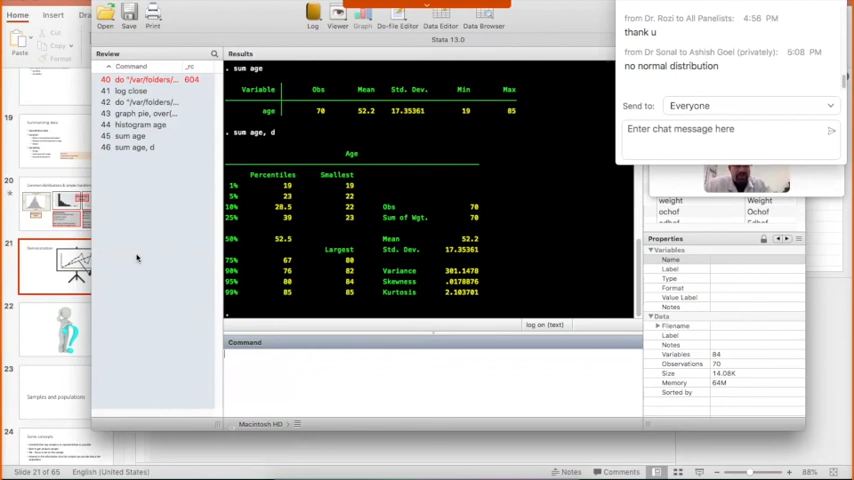 Home Insert Dra
Paste
Cut
Copy
Format
Open Save Print Log Viewer Graph Do-file Editor Data Editor Data Browser
Stata 13.0
Review
Command _rc
40 do "/var/folders/... 604
41 log close
42 do "/var/folders/...
43 graph pie, over(...
44 histogram age
45 sum age
46 sum age, d
Results
. sum age
Variable Obs Mean Std. Dev. Min Max
age 70 52.2 17.35361 19 85
. sum age, d
Age
Percentiles Smallest
1% 19 19
5% 23 22
10% 28.5 22 Obs 70
25% 39 23 Sum of Wgt. 70
50% 52.5 Mean 52.2
Largest Std. Dev. 17.35361
75% 67 80
90% 76 82 Variance 301.1478
95% 80 84 Skewness .0178876
99% 85 85 Kurtosis 2.103701
.
log on (text)
Command
Macintosh HD
from Dr. Rozi to All Panelists: 4:56 PM
thank u
from Dr Sonal to Ashish Goel (privately): 5:08 PM
no normal distribution
Send to: Everyone
Enter chat message here
weight Weight
ochof Ochof
edfd Edfd
Properties
Variables
Name
Label
Type
Format
Value Label
Notes
Data
Filename
Label
Notes
Variables 84
Observations 70
Size 14.08K
Memory 64M
Sorted by
19
20
21
22
23
Samples and populations
24
Slide 21 of 65 English (United States) Notes Comments 88%